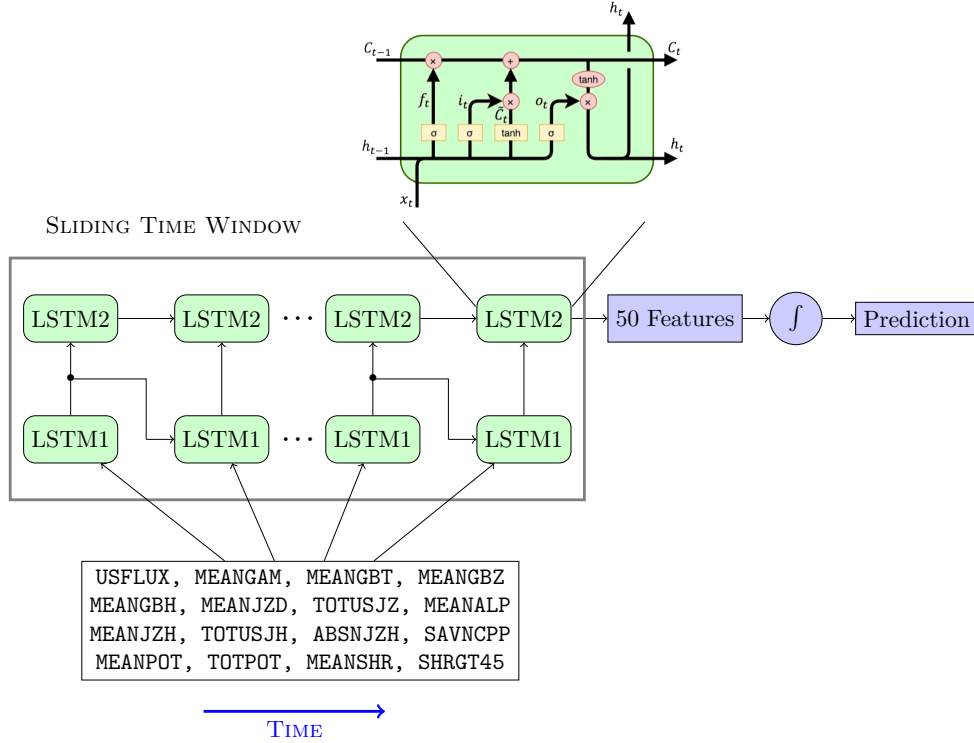 h_t
C_{t-1} × + C_t
tanh
f_t i_t × o_t ×
C̃_t
σ σ tanh σ
h_{t-1} h_t
x_t
SLIDING TIME WINDOW
LSTM2 LSTM2 ··· LSTM2 LSTM2 50 Features ∫ Prediction
LSTM1 LSTM1 ··· LSTM1 LSTM1
USFLUX, MEANGAM, MEANGBT, MEANGBZ
MEANGBH, MEANJZD, TOTUSJZ, MEANALP
MEANJZH, TOTUSJH, ABSNJZH, SAVNCPP
MEANPOT, TOTPOT, MEANSHR, SHRGT45
TIME